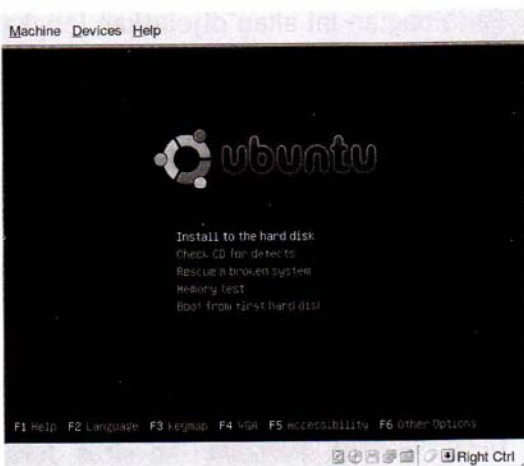 Machine Devices Help
ubuntu
Install to the hard disk
Check CD for defects
Rescue a broken system
Memory test
Boot from first hard disk
F1 Help F2 Language F3 Keymap F4 VGA F5 Accessibility F6 Other Options
Right Ctrl